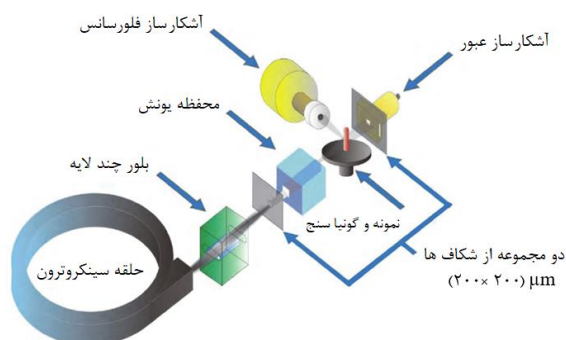 آشکارساز فلورسانس
آشکارساز عبور
محفظه یونش
بلور چند لایه
نمونه و گونیا سنج
حلقه سینکروترون
دو مجموعه از شکاف ها
(۲۰۰ × ۲۰۰) µm